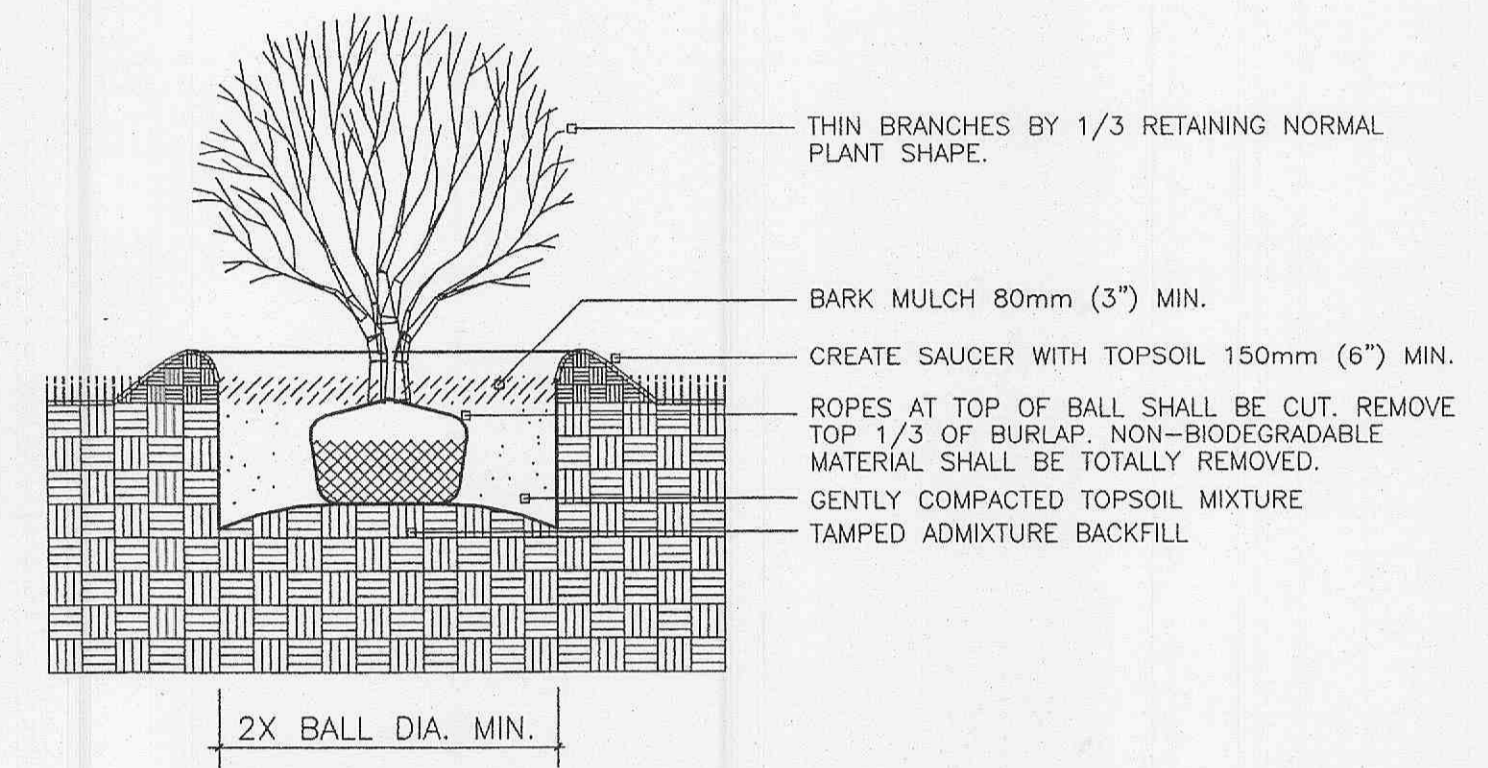 THIN BRANCHES BY 1/3 RETAINING NORMAL
PLANT SHAPE.
BARK MULCH 80mm (3") MIN.
CREATE SAUCER WITH TOPSOIL 150mm (6") MIN.
ROPES AT TOP OF BALL SHALL BE CUT. REMOVE
TOP 1/3 OF BURLAP. NON-BIODEGRADABLE
MATERIAL SHALL BE TOTALLY REMOVED.
GENTLY COMPACTED TOPSOIL MIXTURE
TAMPED ADMIXTURE BACKFILL
2X BALL DIA. MIN.